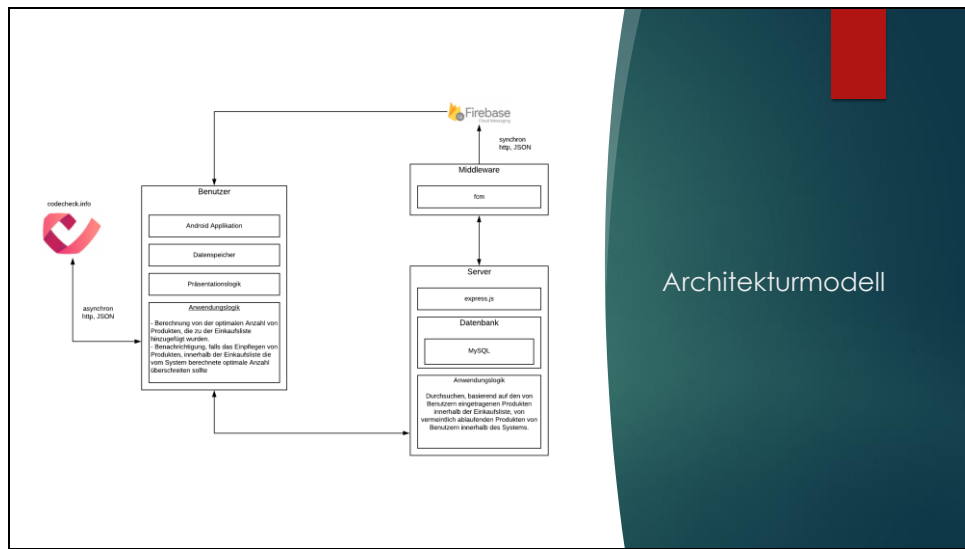 Firebase
Cloud Messaging
synchron
http, JSON
Middleware
fcm
codecheck.info
Benutzer
Android Applikation
Datenspeicher
Präsentationslogik
Anwendungslogik
- Berechnung von der optimalen Anzahl von
Produkten, die zu der Einkaufsliste
hinzugefügt wurden.
- Benachrichtigung, falls das Einpflegen von
Produkten, innerhalb der Einkaufsliste die
vom System berechnete optimale Anzahl
überschreiten sollte
asynchron
http, JSON
Server
express.js
Datenbank
MySQL
Anwendungslogik
Durchsuchen, basierend auf den von
Benutzern eingetragenen Produkten
innerhalb der Einkaufsliste, von
vermeintlich ablaufenden Produkten von
Benutzern innerhalb des Systems.
Architekturmodell